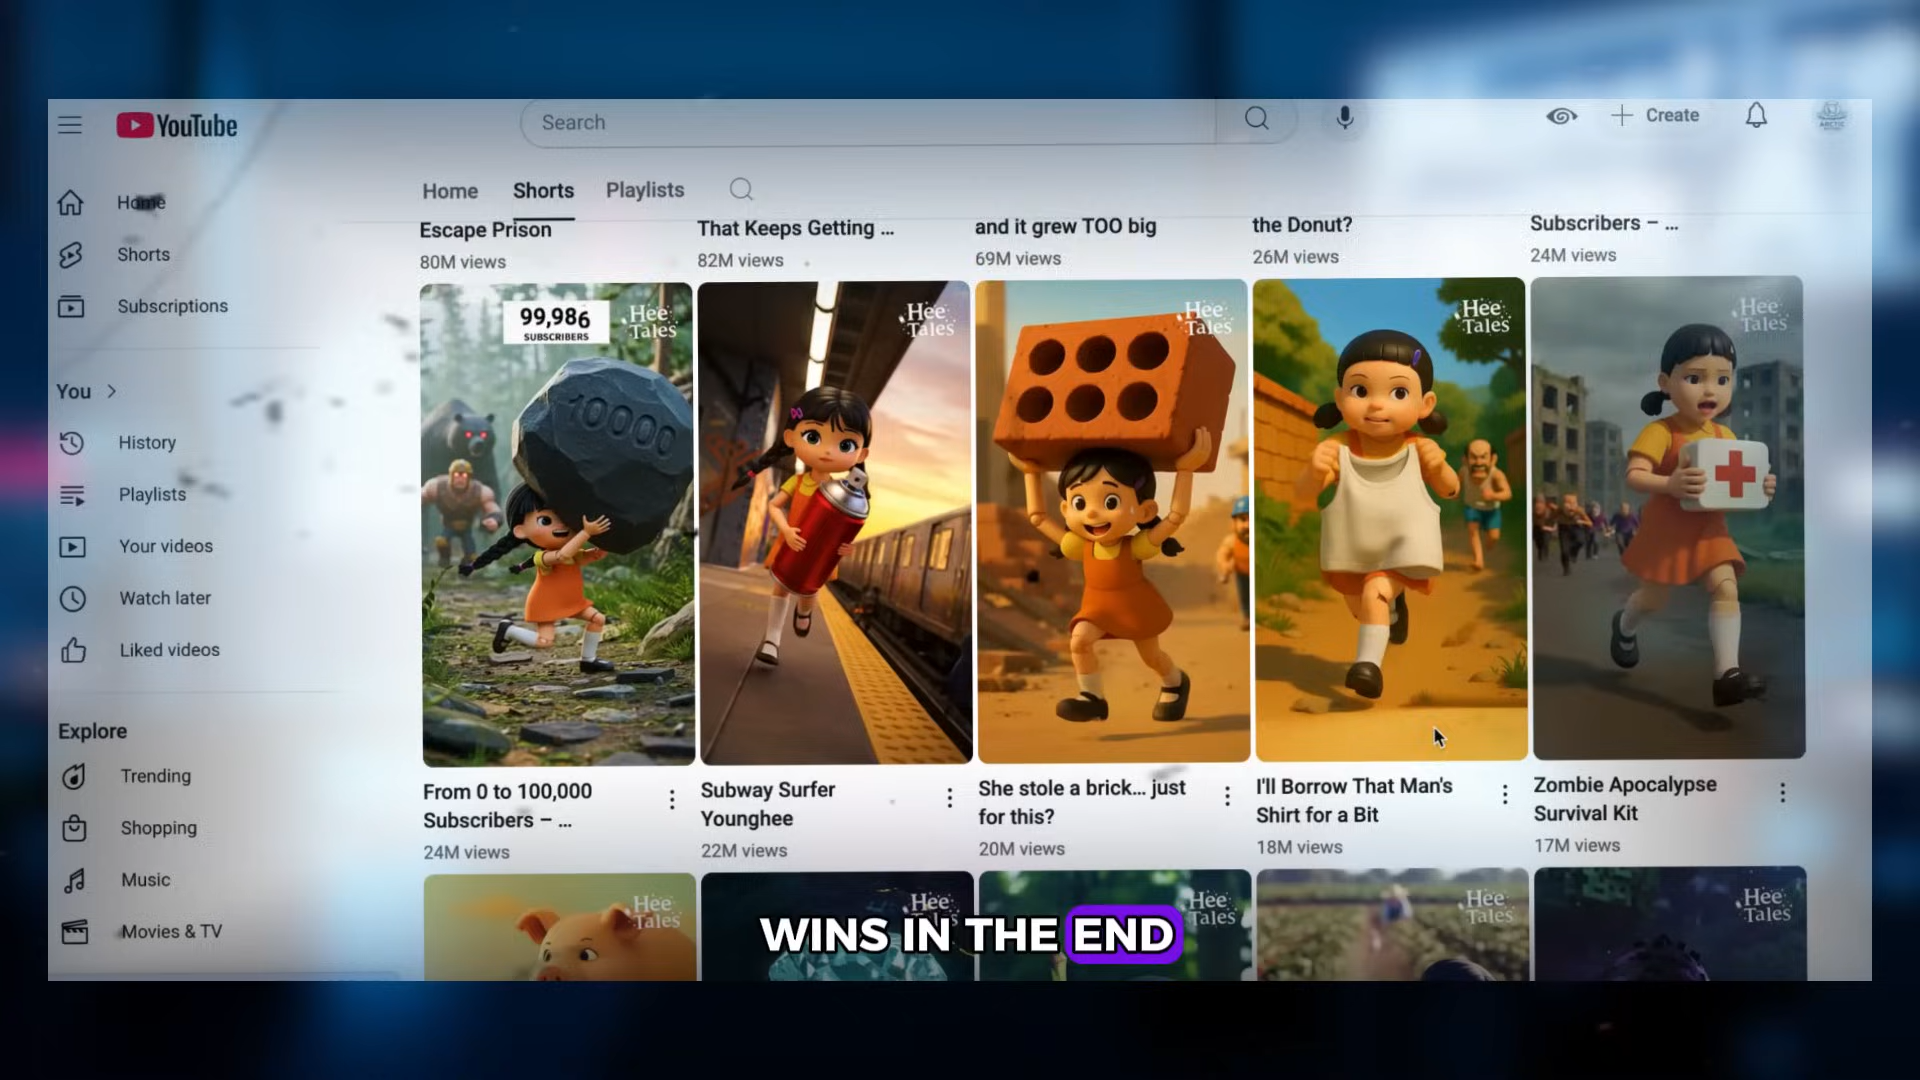 YouTube
Search
Create
Home
Shorts
Subscriptions
You
History
Playlists
Your videos
Watch later
Liked videos
Explore
Trending
Shopping
Music
Movies & TV
Home Shorts Playlists
Escape Prison
80M views
That Keeps Getting ...
82M views
and it grew TOO big
69M views
the Donut?
26M views
Subscribers – ...
24M views
99,986
SUBSCRIBERS
Hee
Tales
10000
Hee
Tales
Hee
Tales
Hee
Tales
Hee
Tales
From 0 to 100,000
Subscribers – ...
24M views
Subway Surfer
Younghee
22M views
She stole a brick... just
for this?
20M views
I'll Borrow That Man's
Shirt for a Bit
18M views
Zombie Apocalypse
Survival Kit
17M views
Hee
Tales
Hee
Tales
Hee
Tales
Hee
Tales
Hee
Tales
WINS IN THE END